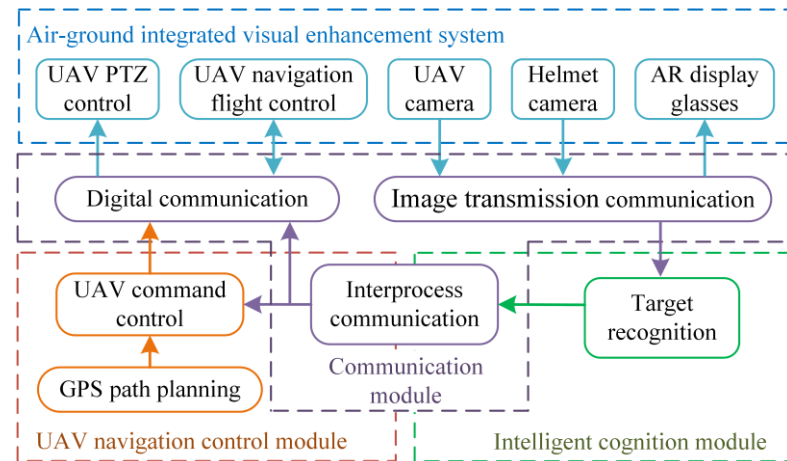 Air-ground integrated visual enhancement system
UAV PTZ
control
UAV navigation
flight control
UAV
camera
Helmet
camera
AR display
glasses
Digital communication
Image transmission communication
UAV command
control
Interprocess
communication
Target
recognition
GPS path planning
Communication
module
UAV navigation control module
Intelligent cognition module